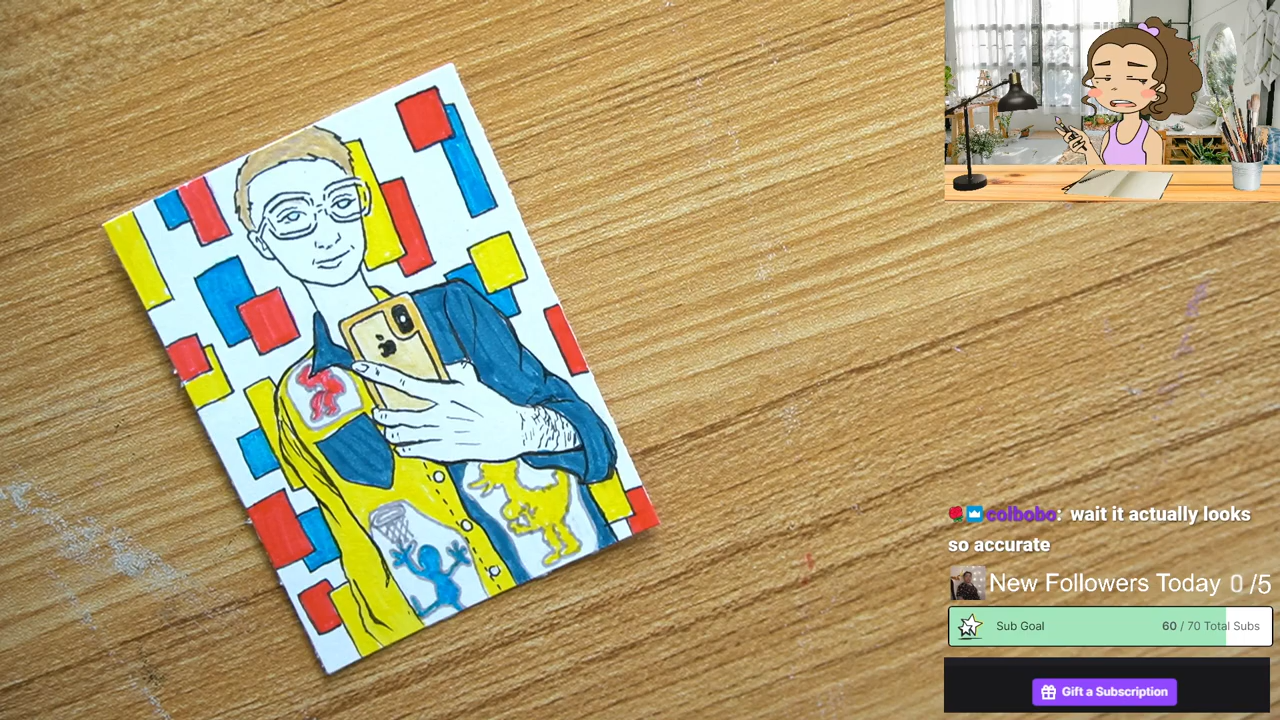 colbobo: wait it actually looks
so accurate
New Followers Today 0 /5
Sub Goal 60 / 70 Total Subs
Gift a Subscription